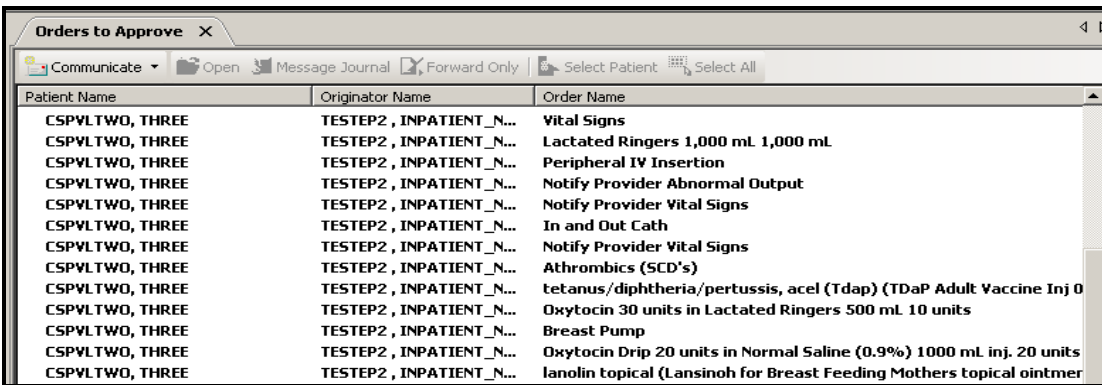 Orders to Approve X
Communicate Open Message Journal Forward Only Select Patient Select All
Patient Name Originator Name Order Name
CSPVLTWO, THREE TESTEP2 , INPATIENT_N... Vital Signs
CSPVLTWO, THREE TESTEP2 , INPATIENT_N... Lactated Ringers 1,000 mL 1,000 mL
CSPVLTWO, THREE TESTEP2 , INPATIENT_N... Peripheral IV Insertion
CSPVLTWO, THREE TESTEP2 , INPATIENT_N... Notify Provider Abnormal Output
CSPVLTWO, THREE TESTEP2 , INPATIENT_N... Notify Provider Vital Signs
CSPVLTWO, THREE TESTEP2 , INPATIENT_N... In and Out Cath
CSPVLTWO, THREE TESTEP2 , INPATIENT_N... Notify Provider Vital Signs
CSPVLTWO, THREE TESTEP2 , INPATIENT_N... Athrombics (SCD's)
CSPVLTWO, THREE TESTEP2 , INPATIENT_N... tetanus/diphtheria/pertussis, acel (Tdap) (TDaP Adult Vaccine Inj 0
CSPVLTWO, THREE TESTEP2 , INPATIENT_N... Oxytocin 30 units in Lactated Ringers 500 mL 10 units
CSPVLTWO, THREE TESTEP2 , INPATIENT_N... Breast Pump
CSPVLTWO, THREE TESTEP2 , INPATIENT_N... Oxytocin Drip 20 units in Normal Saline (0.9%) 1000 mL inj. 20 units
CSPVLTWO, THREE TESTEP2 , INPATIENT_N... lanolin topical (Lansinoh for Breast Feeding Mothers topical ointmer